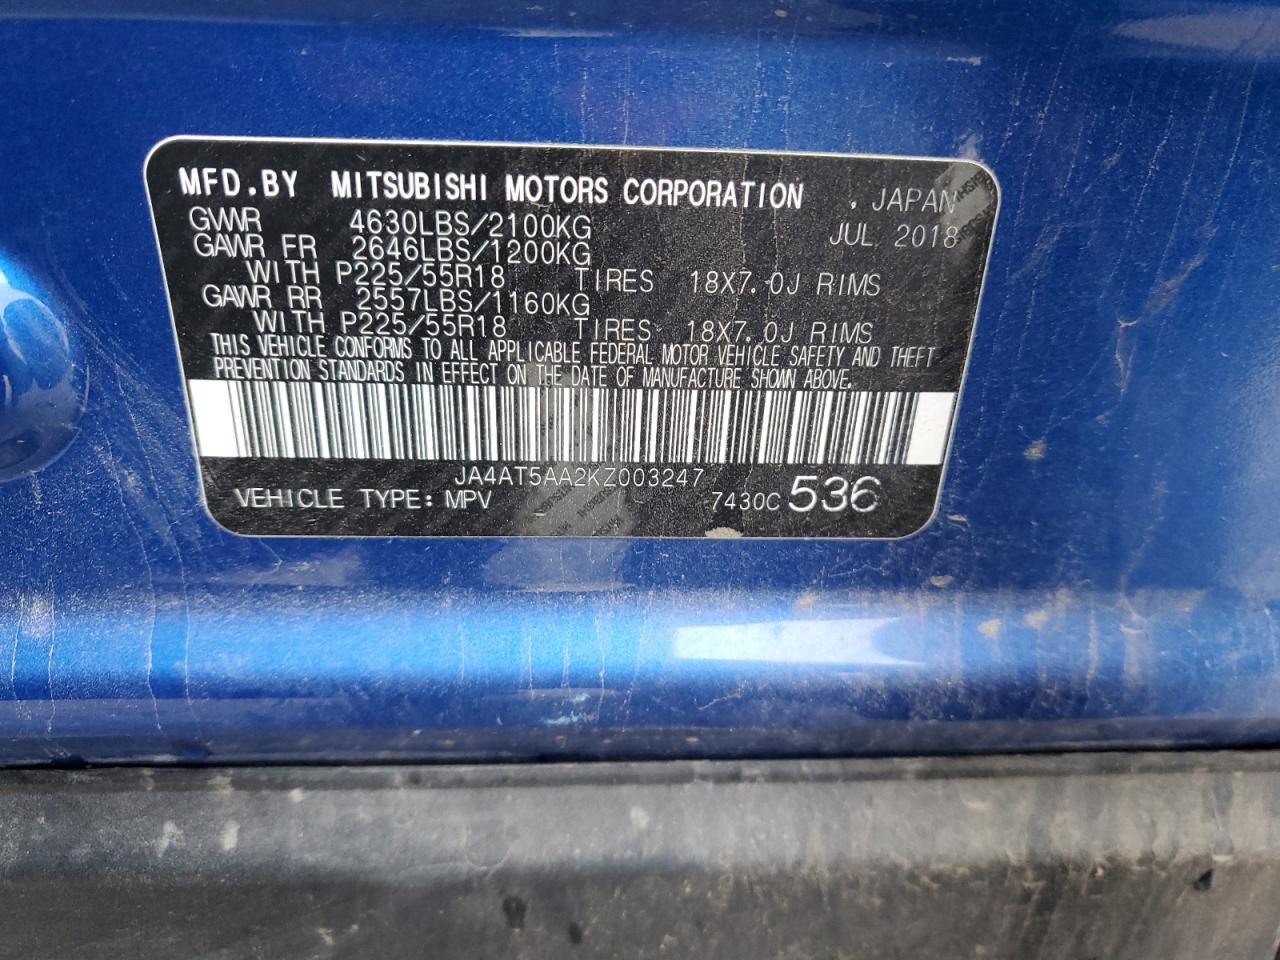 MFD.BY MITSUBISHI MOTORS CORPORATION . JAPAN
GVWR 4630LBS/2100KG JUL 2018
GAWR FR 2646LBS/1200KG
WITH P225/55R18 TIRES 18X7.0J RIMS
GAWR RR 2557LBS/1160KG
WITH P225/55R18 TIRES 18X7.0J RIMS
THIS VEHICLE CONFORMS TO ALL APPLICABLE FEDERAL MOTOR VEHICLE SAFETY AND THEFT
PREVENTION STANDARDS IN EFFECT ON THE DATE OF MANUFACTURE SHOWN ABOVE.
JA4AT5AA2KZ003247
VEHICLE TYPE: MPV 7430C 536